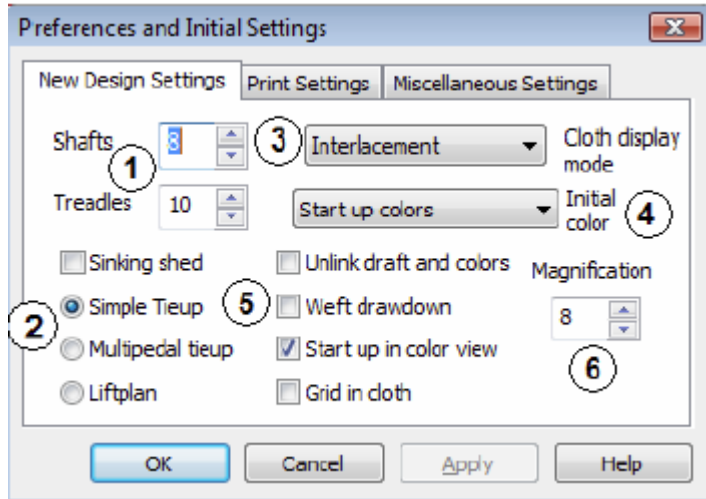 Preferences and Initial Settings
New Design Settings Print Settings Miscellaneous Settings
Shafts 8 3 Interlacement Cloth display
mode
1
Treadles 10 Start up colors Initial
color 4
Sinking shed Unlink draft and colors Magnification
Simple Tieup 5 Weft drawdown 8
2
Multipedal tieup Start up in color view
6
Liftplan Grid in cloth
OK Cancel Apply Help